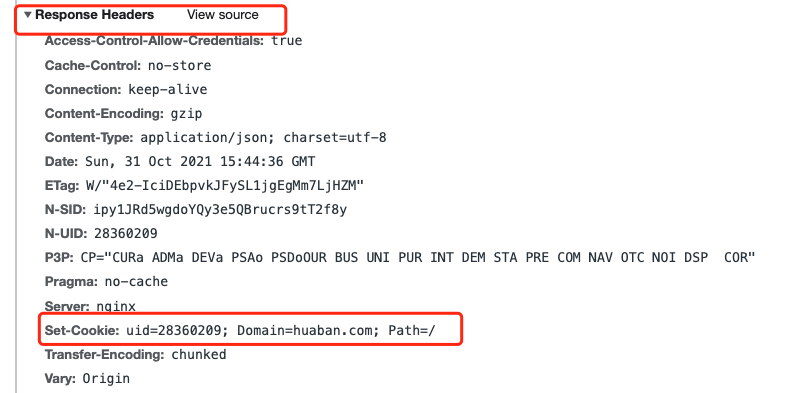 Response Headers View source
Access-Control-Allow-Credentials: true
Cache-Control: no-store
Connection: keep-alive
Content-Encoding: gzip
Content-Type: application/json; charset=utf-8
Date: Sun, 31 Oct 2021 15:44:36 GMT
ETag: W/"4e2-IciDEbpvkJFySL1jgEgMm7LjHZM"
N-SID: ipy1JRd5wgdoYQy3e5QBrucrs9tT2f8y
N-UID: 28360209
P3P: CP="CURa ADMa DEVa PSAo PSDoOUR BUS UNI PUR INT DEM STA PRE COM NAV OTC NOI DSP  COR"
Pragma: no-cache
Server: nginx
Set-Cookie: uid=28360209; Domain=huaban.com; Path=/
Transfer-Encoding: chunked
Vary: Origin